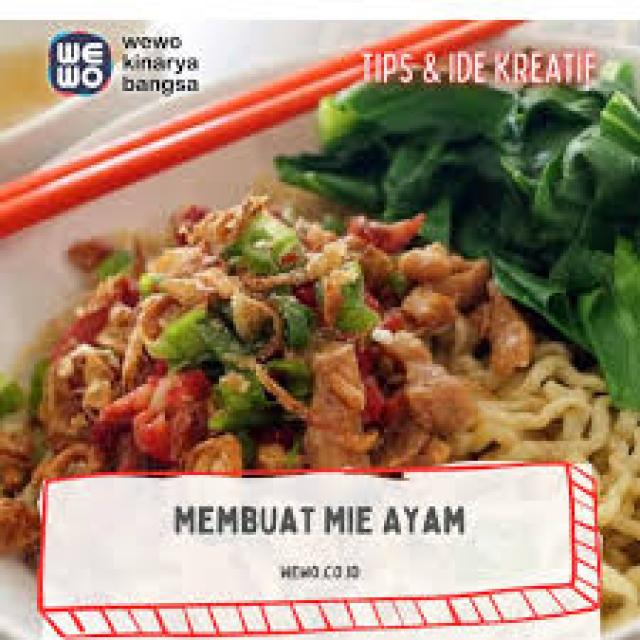 WE
WO
wewo
kinarya
bangsa
TIPS & IDE KREATIF
MEMBUAT MIE AYAM
WEWO.CO.ID